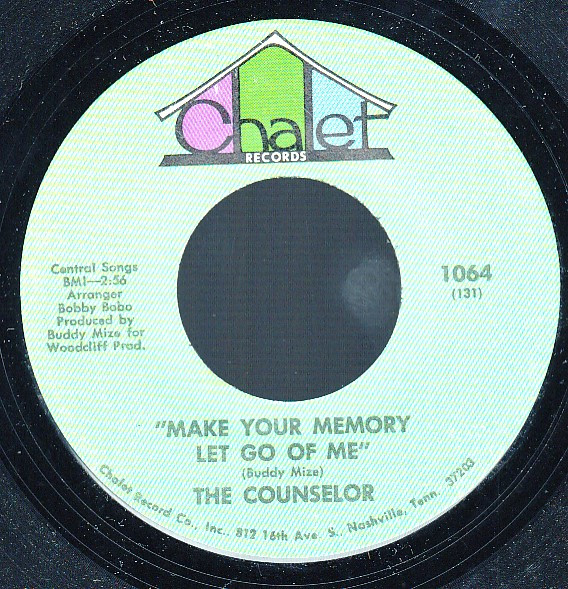 Chalet
RECORDS
Central Songs
BMI—2:56
Arranger
Bobby Bobo
Produced by
Buddy Mize for
Woodcliff Prod.
1064
(131)
"MAKE YOUR MEMORY
LET GO OF ME"
(Buddy Mize)
THE COUNSELOR
Chalet Record Co., Inc., 812 16th Ave. S., Nashville, Tenn. 37203